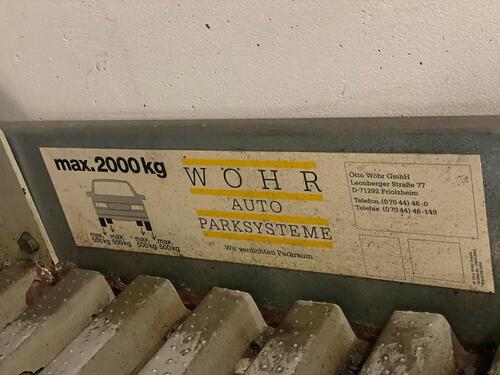 max. 2000 kg
max. 500 kg.
max. 500 kg.
max. 500 kg.
max. 500 kg.
WÖHR
AUTO
PARKSYSTEME
Wir verdichten Parkraum
Otto Wöhr GmbH
Leonberger Straße 77
D-71292 Friolzheim
Telefon (0 70 44) 46-0
Telefax (0 70 44) 46-149